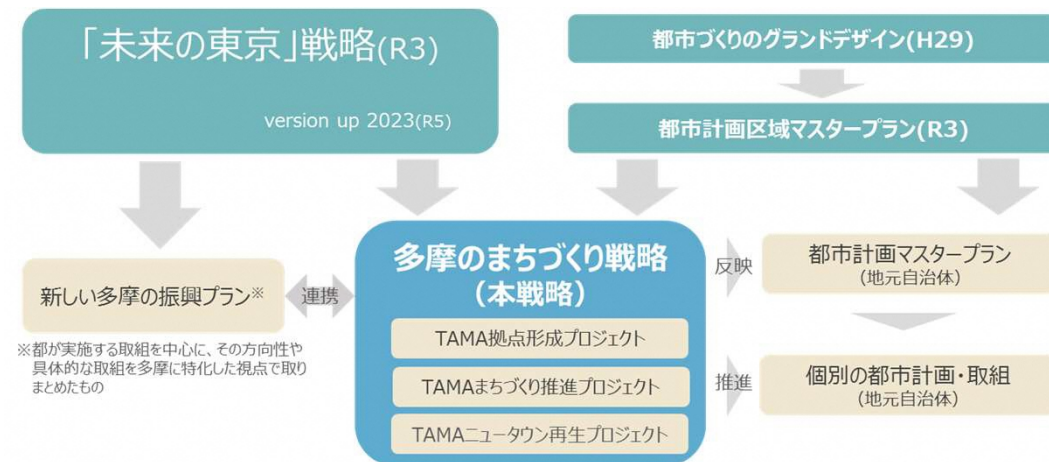 「未来の東京」戦略(R3)
version up 2023(R5)
都市づくりのグランドデザイン(H29)
都市計画区域マスタープラン(R3)
新しい多摩の振興プラン※
連携
※都が実施する取組を中心に、その方向性や
具体的な取組を多摩に特化した視点で取り
まとめたもの
多摩のまちづくり戦略
(本戦略)
TAMA拠点形成プロジェクト
TAMAまちづくり推進プロジェクト
TAMAニュータウン再生プロジェクト
反映
都市計画マスタープラン
(地元自治体)
推進
個別の都市計画・取組
(地元自治体)